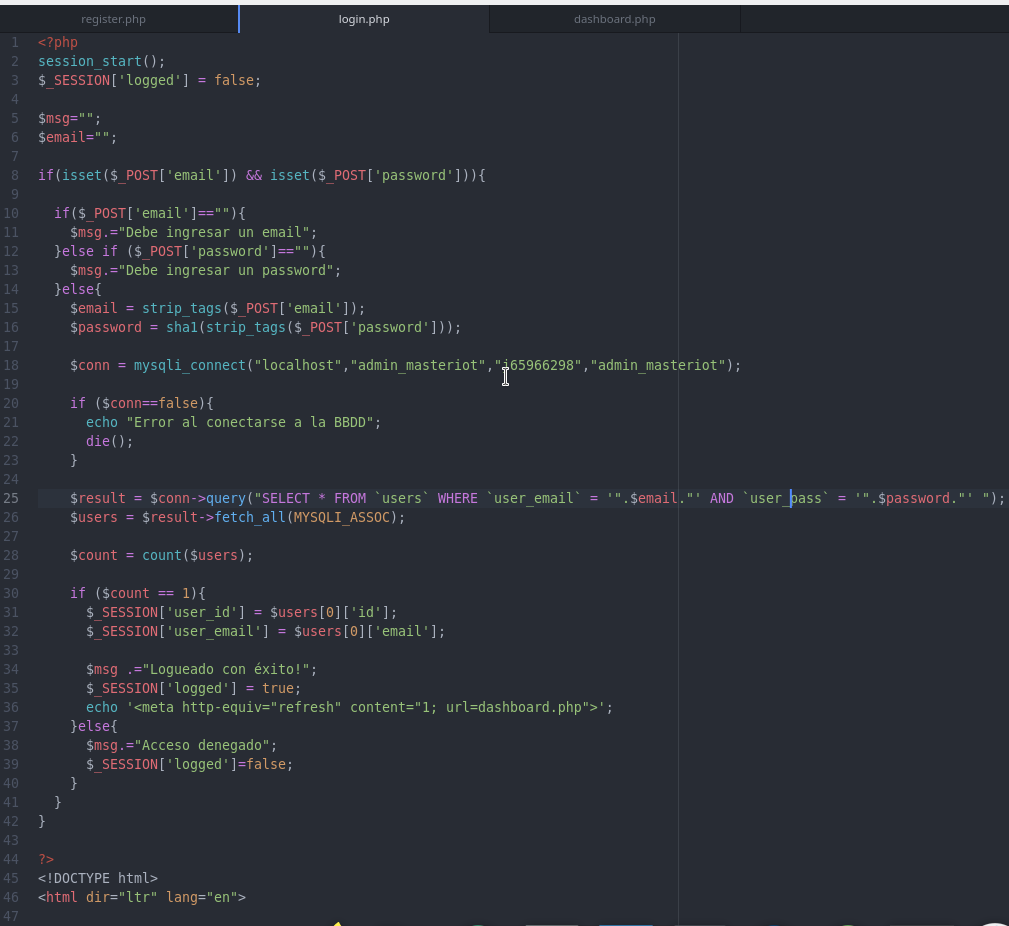 register.php
login.php
dashboard.php
1 <?php
2 session_start();
3 $_SESSION['logged'] = false;
4
5 $msg="";
6 $email="";
7
8 if(isset($_POST['email']) && isset($_POST['password'])){
9
10   if($_POST['email']==""){
11     $msg.="Debe ingresar un email";
12   }else if ($_POST['password']==""){
13     $msg.="Debe ingresar un password";
14   }else{
15     $email = strip_tags($_POST['email']);
16     $password = sha1(strip_tags($_POST['password']));
17
18     $conn = mysqli_connect("localhost","admin_masteriot","i65966298","admin_masteriot");
19
20     if ($conn==false){
21       echo "Error al conectarse a la BBDD";
22       die();
23     }
24
25     $result = $conn->query("SELECT * FROM `users` WHERE `user_email` = '".$email."' AND `user_pass` = '".$password."' ");
26     $users = $result->fetch_all(MYSQLI_ASSOC);
27
28     $count = count($users);
29
30     if ($count == 1){
31       $_SESSION['user_id'] = $users[0]['id'];
32       $_SESSION['user_email'] = $users[0]['email'];
33
34       $msg .="Logueado con éxito!";
35       $_SESSION['logged'] = true;
36       echo '<meta http-equiv="refresh" content="1; url=dashboard.php">';
37     }else{
38       $msg.="Acceso denegado";
39       $_SESSION['logged']=false;
40     }
41   }
42 }
43
44 ?>
45 <!DOCTYPE html>
46 <html dir="ltr" lang="en">
47